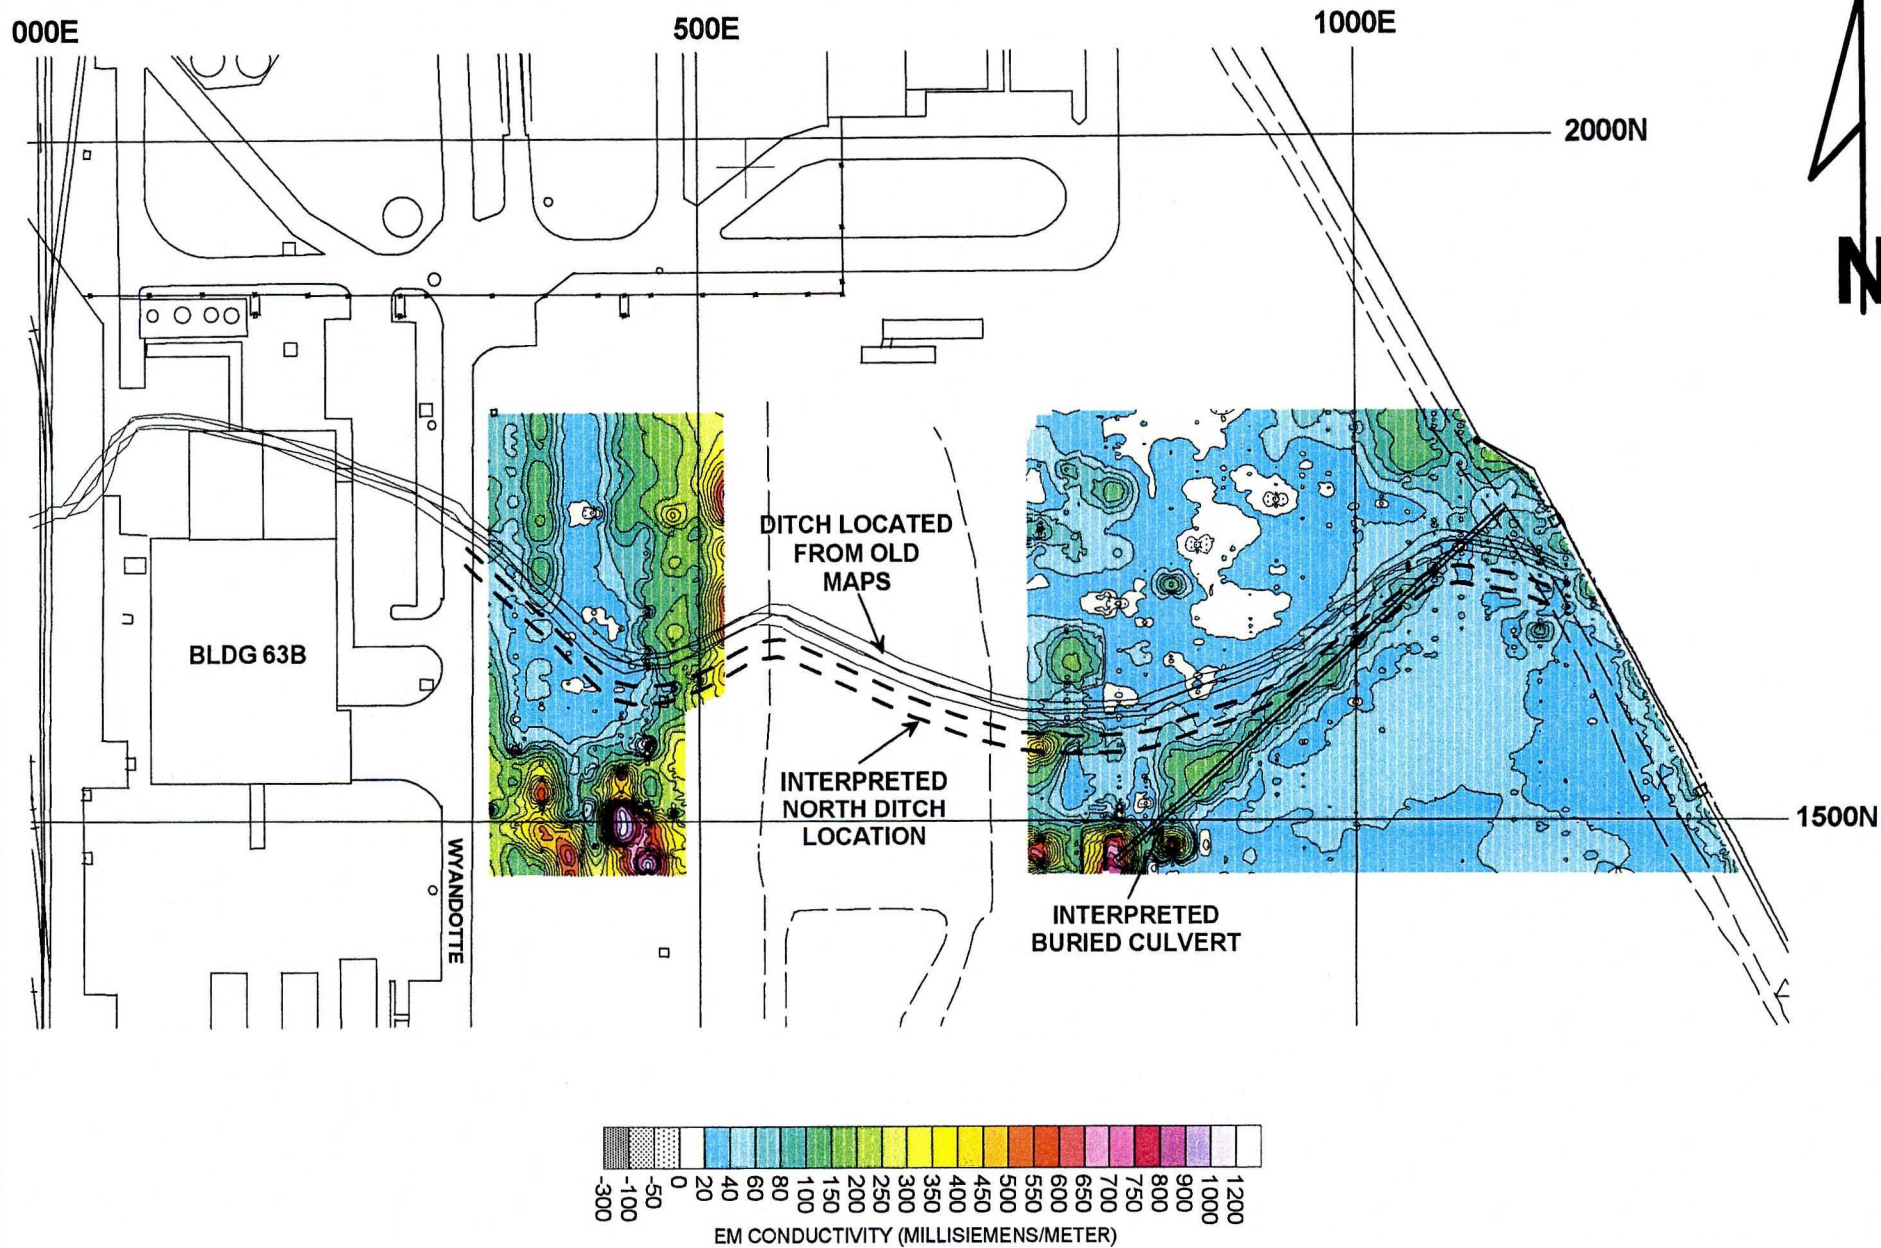 000E
500E
1000E
2000N
N
DITCH LOCATED
FROM OLD
MAPS
BLDG 63B
INTERPRETED
NORTH DITCH
LOCATION
1500N
WYANDOTTE
INTERPRETED
BURIED CULVERT
-300 -100 -50 0 20 40 60 80 100 150 200 250 300 350 400 450 500 550 600 650 700 750 800 900 1000 1200
EM CONDUCTIVITY (MILLISIEMENS/METER)